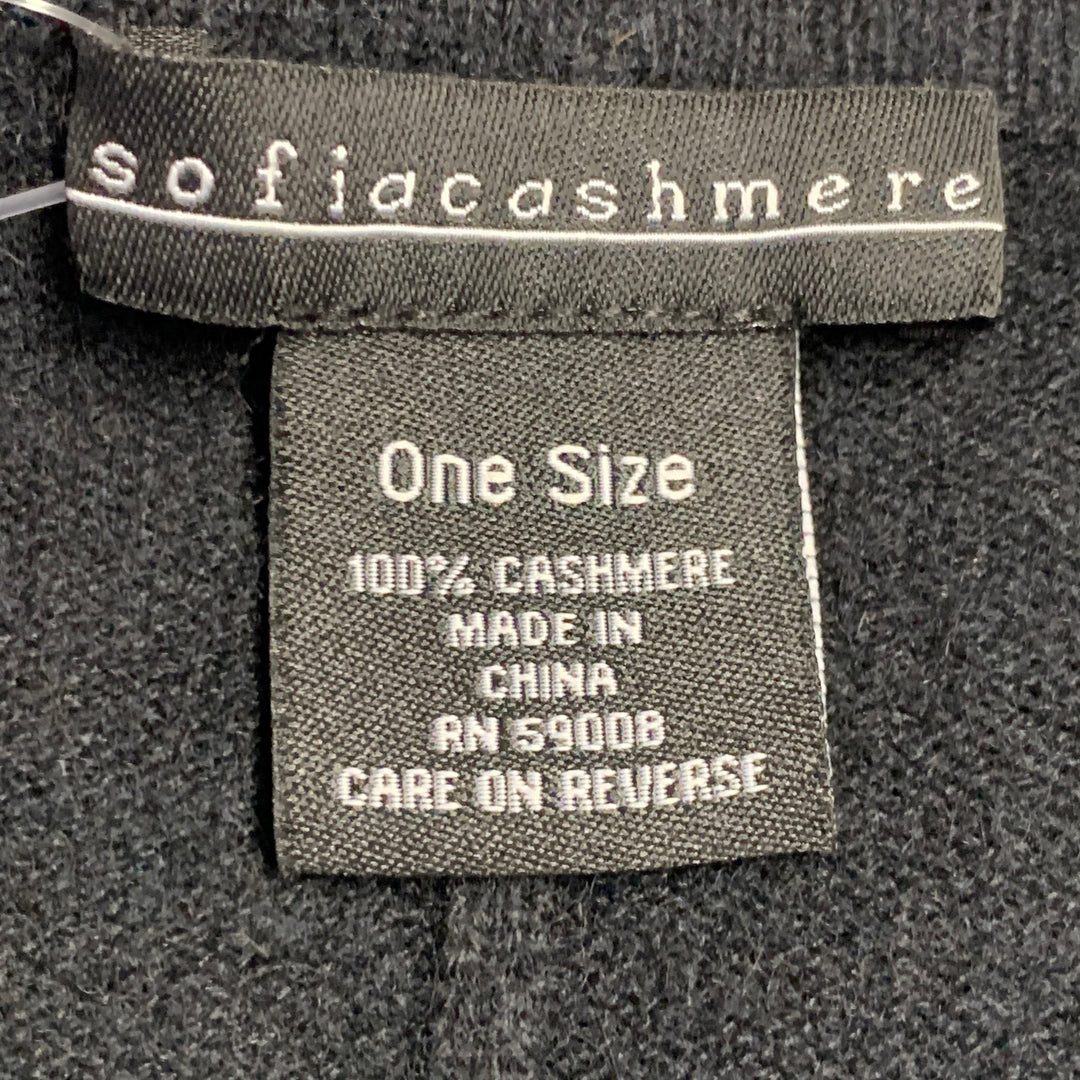 sofiacashmere
One Size
100% CASHMERE
MADE IN
CHINA
RN 59008
CARE ON REVERSE